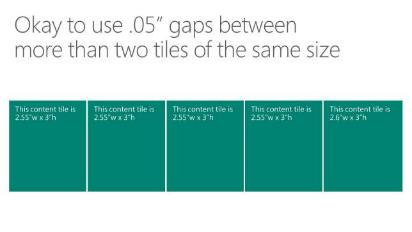 Okay to use .05” gaps between
more than two tiles of the same size
This content tile is
2.55”w x 3”h
This content tile is
2.55”w x 3”h
This content tile is
2.55”w x 3”h
This content tile is
2.55”w x 3”h
This content tile is
2.6”w x 3”h